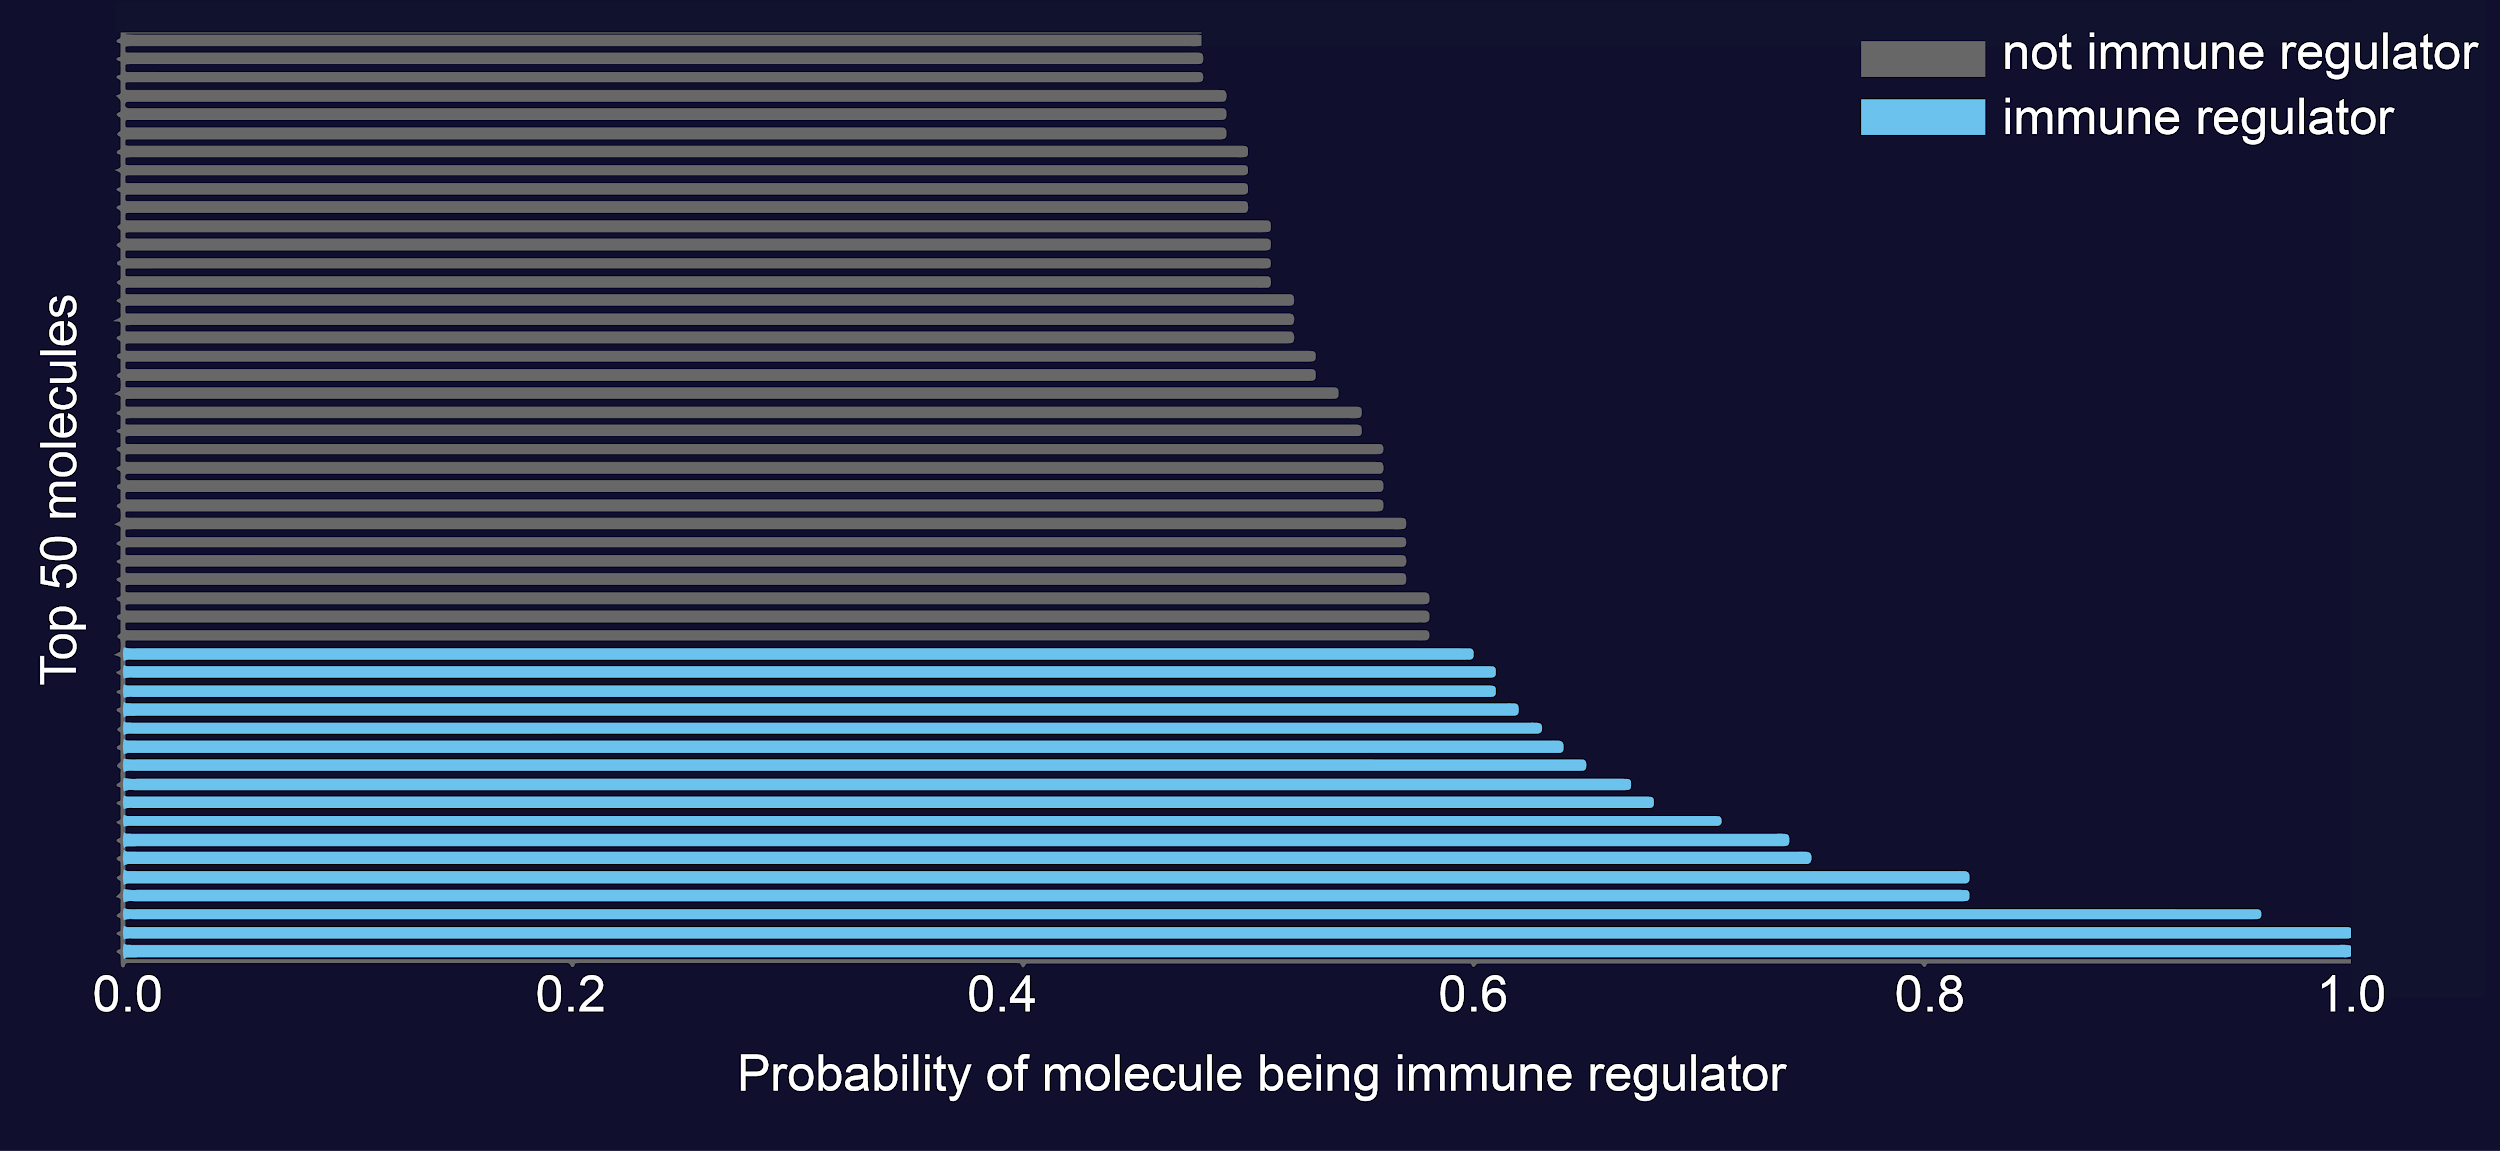 not immune regulator
immune regulator
Top 50 molecules
0.0 0.2 0.4 0.6 0.8 1.0
Probability of molecule being immune regulator